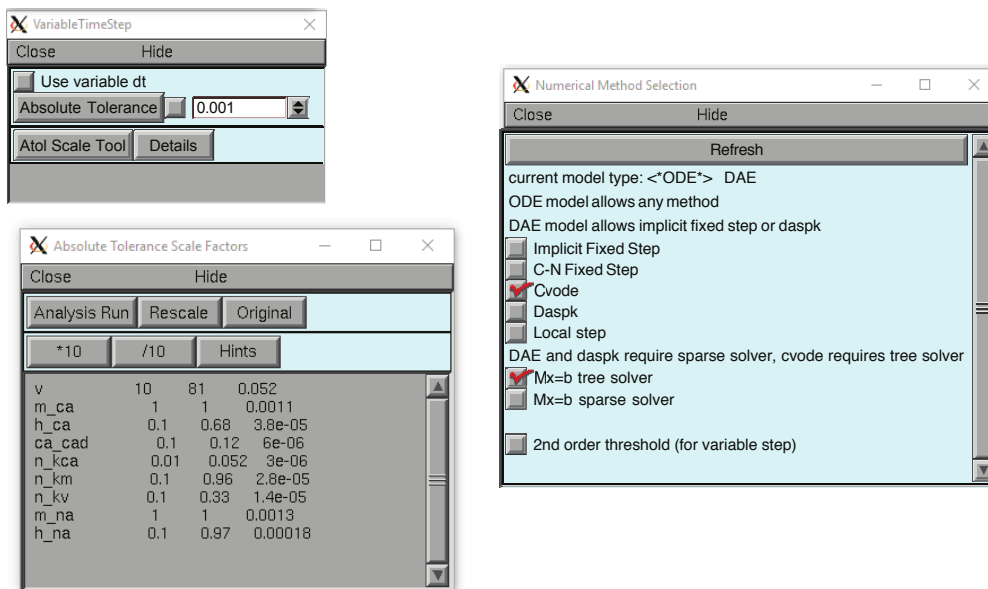 VariableTimeStep
Close Hide
Use variable dt
Absolute Tolerance 0.001
Atol Scale Tool Details
Absolute Tolerance Scale Factors
Close Hide
Analysis Run Rescale Original
*10 /10 Hints
v 10 81 0.052
m_ca 1 1 0.0011
h_ca 0.1 0.68 3.8e-05
ca_cad 0.1 0.12 6e-06
n_kca 0.01 0.052 3e-06
n_km 0.1 0.96 2.8e-05
n_kv 0.1 0.33 1.4e-05
m_na 1 1 0.0013
h_na 0.1 0.97 0.00018
Numerical Method Selection
Close Hide
Refresh
current model type: <*ODE*> DAE
ODE model allows any method
DAE model allows implicit fixed step or daspk
Implicit Fixed Step
C-N Fixed Step
Cvode
Daspk
Local step
DAE and daspk require sparse solver, cvode requires tree solver
Mx=b tree solver
Mx=b sparse solver
2nd order threshold (for variable step)